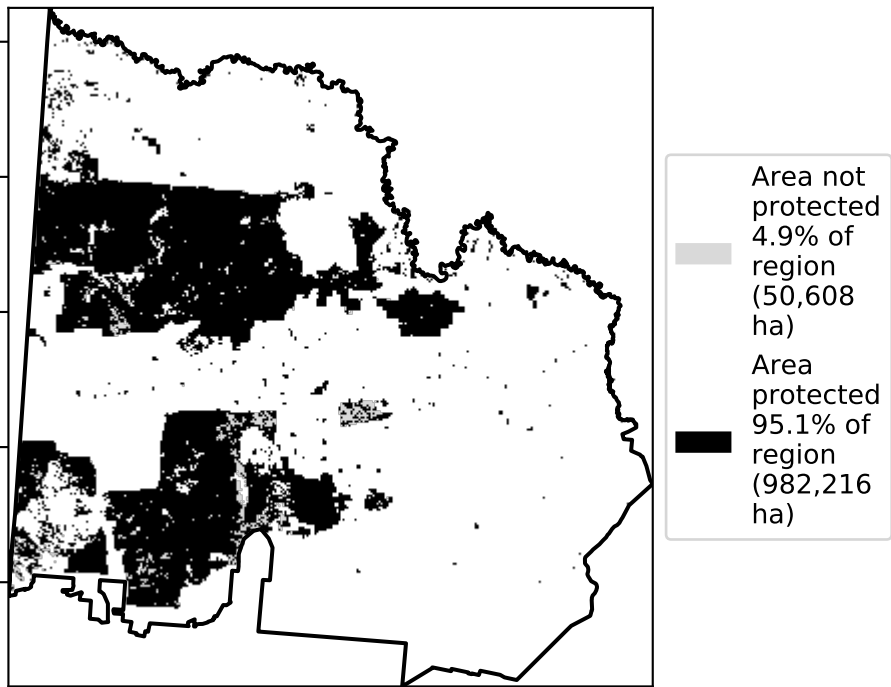 Area not
protected
4.9% of
region
(50,608
ha)
Area
protected
95.1% of
region
(982,216
ha)